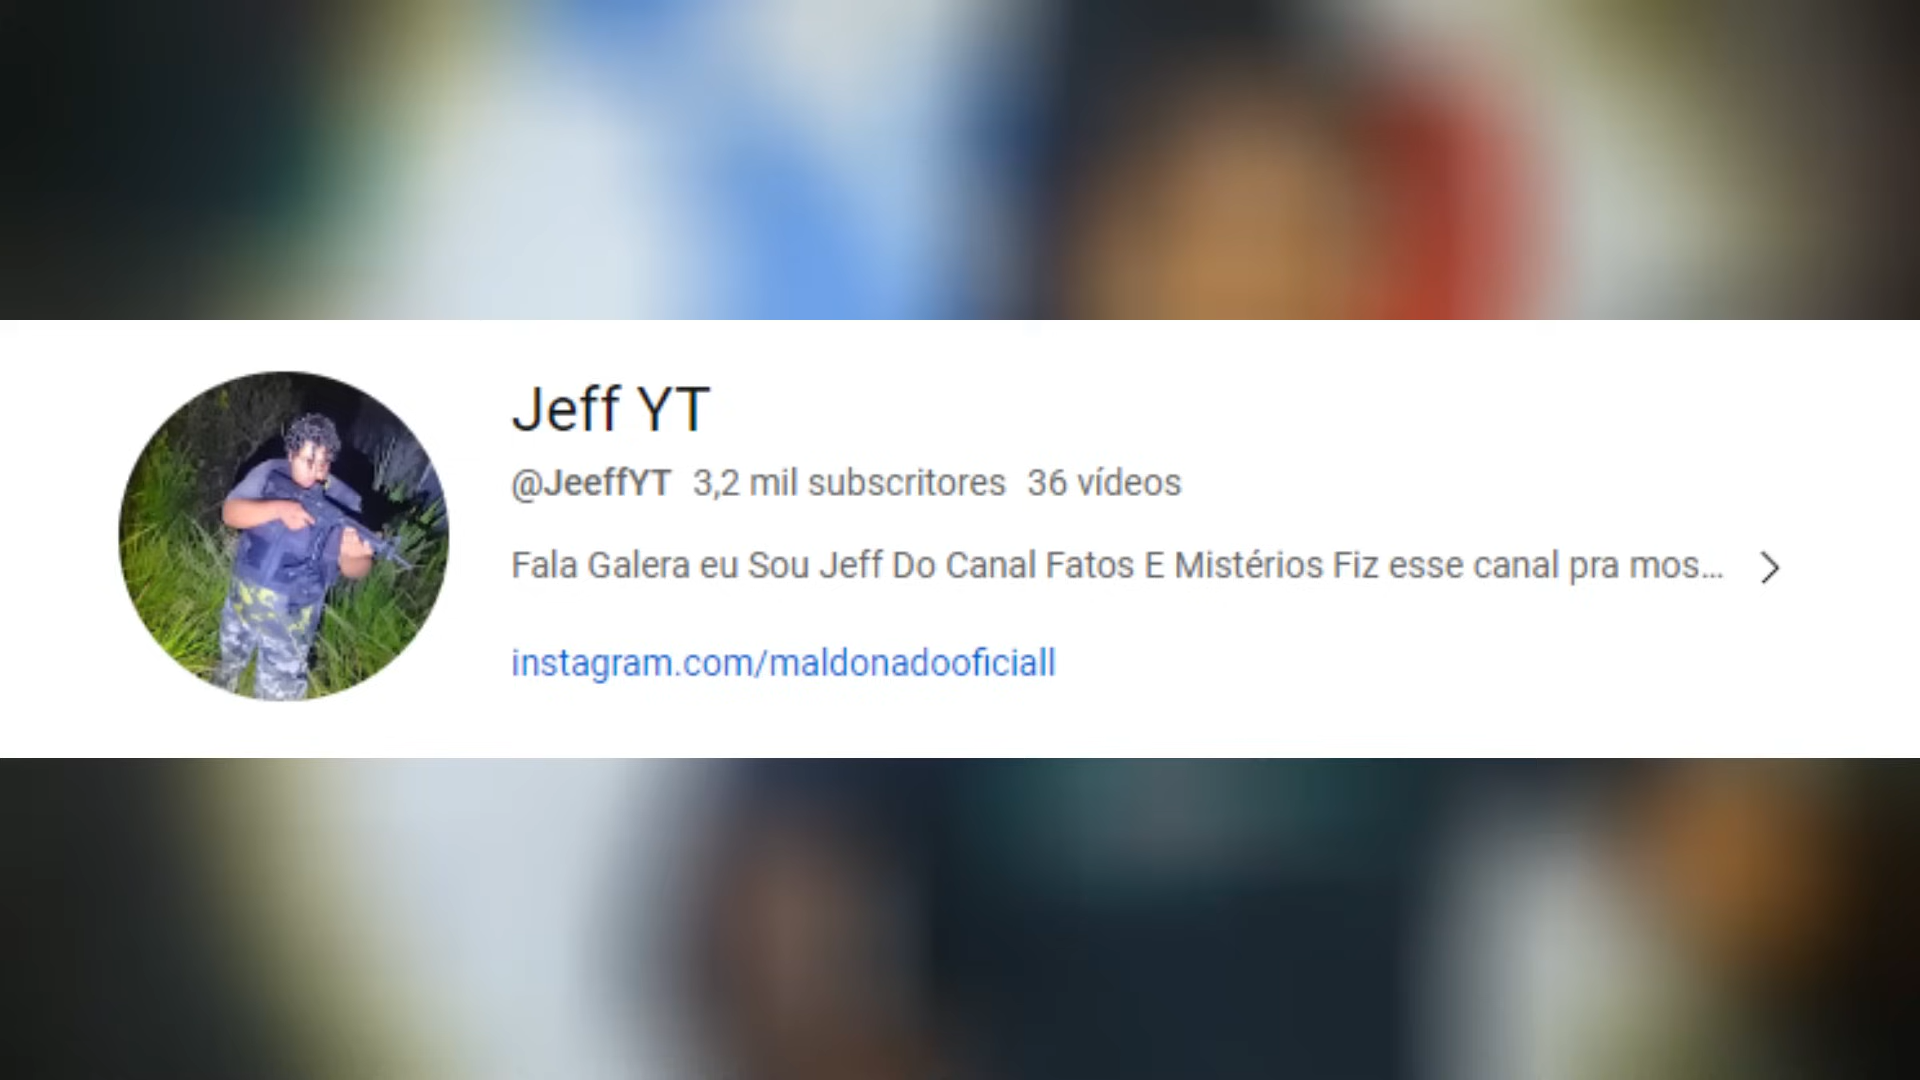 Jeff YT
@JeeffYT 3,2 mil subscritores 36 vídeos
Fala Galera eu Sou Jeff Do Canal Fatos E Mistérios Fiz esse canal pra mos...
instagram.com/maldonadooficiall